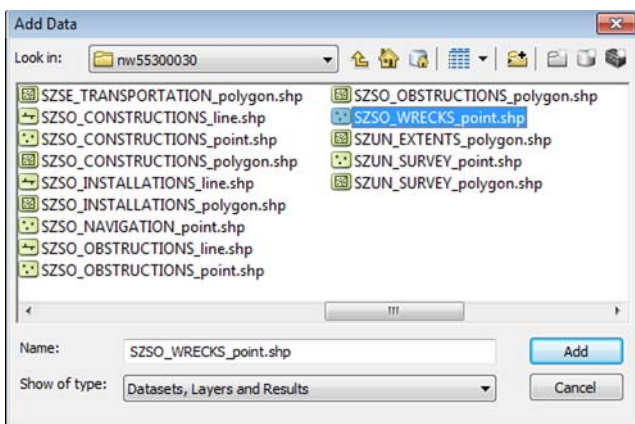 Add Data
Look in: nw55300030
SZSE_TRANSPORTATION_polygon.shp
SZSO_CONSTRUCTIONS_line.shp
SZSO_CONSTRUCTIONS_point.shp
SZSO_CONSTRUCTIONS_polygon.shp
SZSO_INSTALLATIONS_line.shp
SZSO_INSTALLATIONS_polygon.shp
SZSO_NAVIGATION_point.shp
SZSO_OBSTRUCTIONS_line.shp
SZSO_OBSTRUCTIONS_point.shp
SZSO_OBSTRUCTIONS_polygon.shp
SZSO_WRECKS_point.shp
SZUN_EXTENTS_polygon.shp
SZUN_SURVEY_point.shp
SZUN_SURVEY_polygon.shp
Name: SZSO_WRECKS_point.shp
Add
Show of type: Datasets, Layers and Results
Cancel